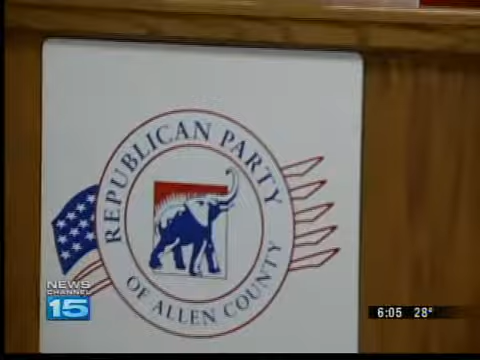 REPUBLICAN PARTY
OF ALLEN COUNTY
NEWS
CHANNEL
15
6:05 28°